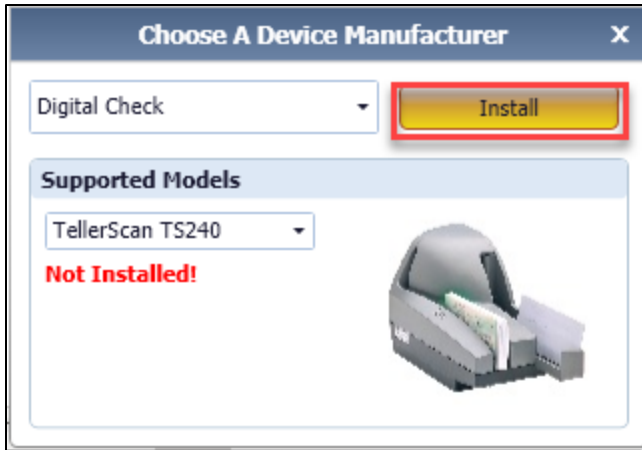 Choose A Device Manufacturer X
Digital Check
Install
Supported Models
TellerScan TS240
Not Installed!